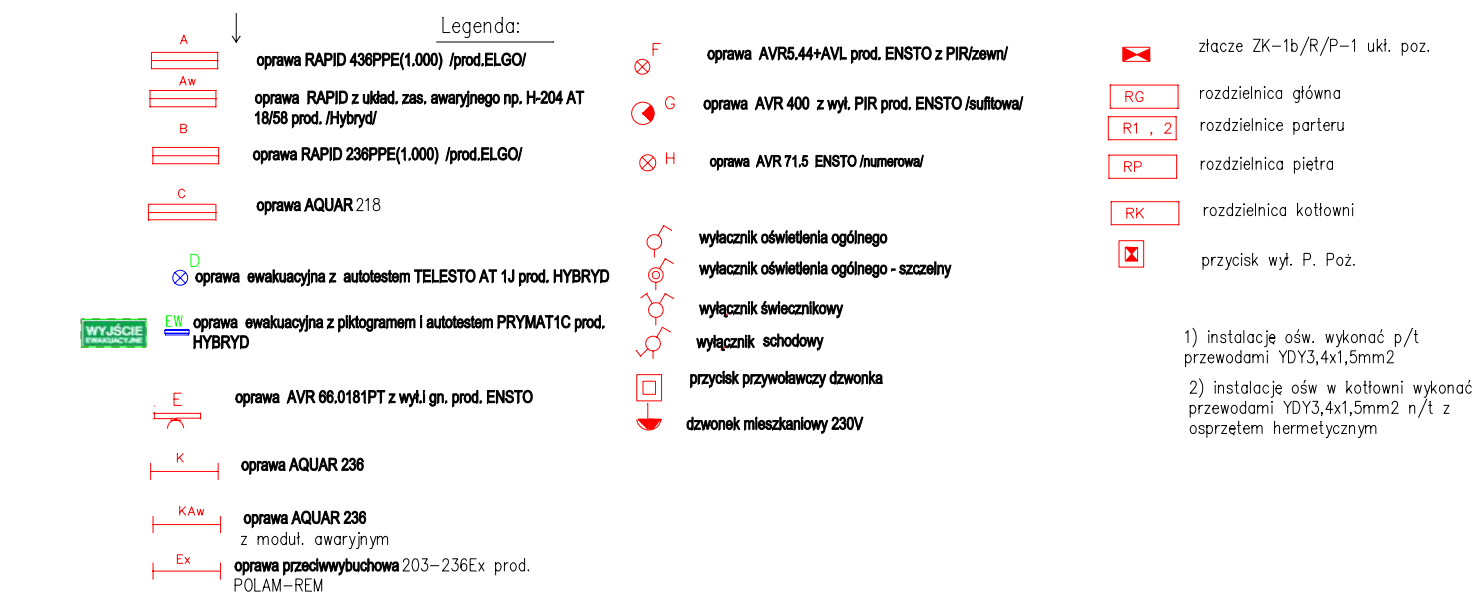 Legenda:
A
oprawa RAPID 436PPE(1.000) /prod.ELGO/
Aw
oprawa RAPID z układ. zas. awaryjnego np. H-204 AT
18/58 prod. /Hybryd/
B
oprawa RAPID 236PPE(1.000) /prod.ELGO/
C
oprawa AQUAR 218
D
oprawa ewakuacyjna z autotestem TELESTO AT 1J prod. HYBRYD
WYJŚCIE
EWAKUACYJNE
EW
oprawa ewakuacyjna z piktogramem i autotestem PRYMAT1C prod.
HYBRYD
E
oprawa AVR 66.0181PT z wył.i gn. prod. ENSTO
K
oprawa AQUAR 236
KAw
oprawa AQUAR 236
z moduł. awaryjnym
Ex
oprawa przeciwwybuchowa 203-236Ex prod.
POLAM-REM
F
oprawa AVR5.44+AVL prod. ENSTO z PIR/zewn/
G
oprawa AVR 400 z wył. PIR prod. ENSTO /sufitowa/
H
oprawa AVR 71.5 ENSTO /numerowa/
wyłacznik oświetlenia ogólnego
wyłacznik oświetlenia ogólnego - szczelny
wyłącznik świecznikowy
wyłącznik schodowy
przycisk przywoławczy dzwonka
dzwonek mieszkaniowy 230V
złącze ZK-1b/R/P-1 ukł. poz.
RG
rozdzielnica główna
R1 , 2
rozdzielnice parteru
RP
rozdzielnica piętra
RK
rozdzielnica kotłowni
przycisk wył. P. Poż.
1) instalację ośw. wykonać p/t
przewodami YDY3,4x1,5mm2
2) instalację ośw w kotłowni wykonać
przewodami YDY3,4x1,5mm2 n/t z
osprzętem hermetycznym